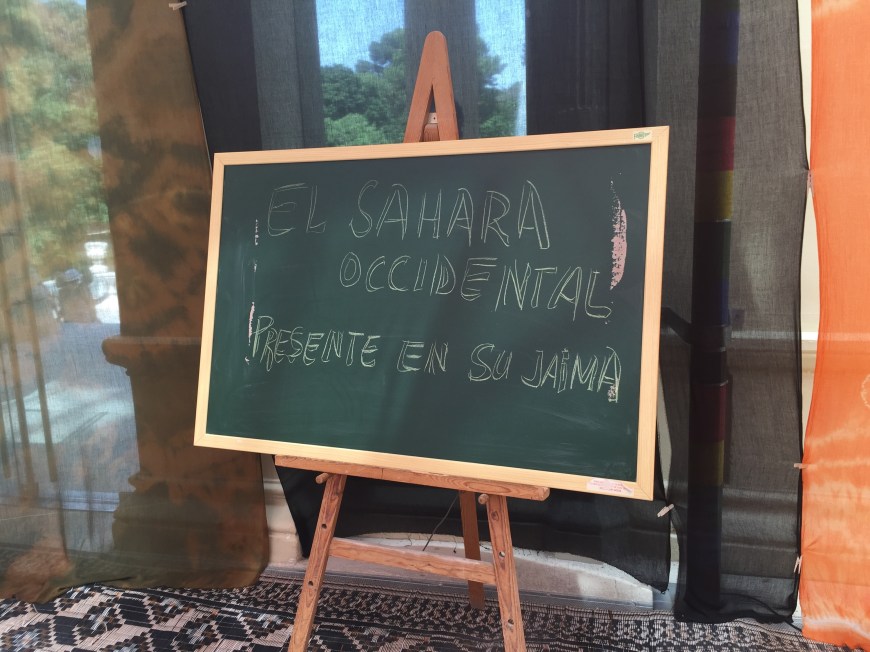 EL SAHARA
OCCIDENTAL
PRESENTE EN SU JAIMA